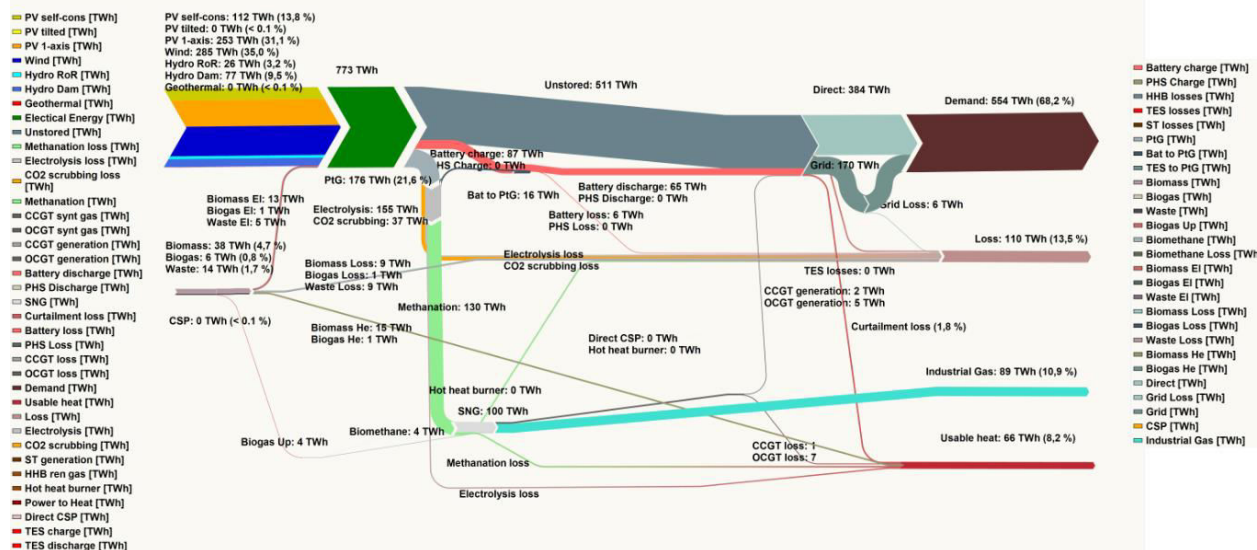 PV self-cons [TWh]
PV tilted [TWh]
PV 1-axis [TWh]
Wind [TWh]
Hydro RoR [TWh]
Hydro Dam [TWh]
Geothermal [TWh]
Electical Energy [TWh]
Unstored [TWh]
Methanation loss [TWh]
Electrolysis loss [TWh]
CO2 scrubbing loss
[TWh]
Methanation [TWh]
CCGT synt gas [TWh]
OCGT synt gas [TWh]
CCGT generation [TWh]
OCGT generation [TWh]
Battery discharge [TWh]
PHS Discharge [TWh]
SNG [TWh]
Curtailment loss [TWh]
Battery loss [TWh]
PHS Loss [TWh]
CCGT loss [TWh]
OCGT loss [TWh]
Demand [TWh]
Usable heat [TWh]
Loss [TWh]
Electrolysis [TWh]
CO2 scrubbing [TWh]
ST generation [TWh]
HHB ren gas [TWh]
Hot heat burner [TWh]
Power to Heat [TWh]
Direct CSP [TWh]
TES charge [TWh]
TES discharge [TWh]
PV self-cons: 112 TWh (13,8 %)
PV tilted: 0 TWh (< 0.1 %)
PV 1-axis: 253 TWh (31,1 %)
Wind: 285 TWh (35,0 %)
Hydro RoR: 26 TWh (3,2 %)
Hydro Dam: 77 TWh (9,5 %)
Geothermal: 0 TWh (< 0.1 %)
773 TWh
Unstored: 511 TWh
Direct: 384 TWh
Demand: 554 TWh (68,2 %)
Battery charge: 87 TWh
HS Charge: 0 TWh
Grid: 170 TWh
PtG: 176 TWh (21,6 %)
Bat to PtG: 16 TWh
Battery discharge: 65 TWh
PHS Discharge: 0 TWh
Biomass El: 13 TWh
Biogas El: 1 TWh
Waste El: 5 TWh
Electrolysis: 155 TWh
CO2 scrubbing: 37 TWh
Battery loss: 6 TWh
PHS Loss: 0 TWh
Grid Loss: 6 TWh
Biomass: 38 TWh (4,7 %)
Biogas: 6 TWh (0,8 %)
Waste: 14 TWh (1,7 %)
Loss: 110 TWh (13,5 %)
Electrolysis loss
CO2 scrubbing loss
Biomass Loss: 9 TWh
Biogas Loss: 1 TWh
Waste Loss: 9 TWh
TES losses: 0 TWh
CCGT generation: 2 TWh
OCGT generation: 5 TWh
Methanation: 130 TWh
CSP: 0 TWh (< 0.1 %)
Biomass He: 15 TWh
Biogas He: 1 TWh
Curtailment loss (1,8 %)
Direct CSP: 0 TWh
Hot heat burner: 0 TWh
Industrial Gas: 89 TWh (10,9 %)
Hot heat burner: 0 TWh
SNG: 100 TWh
Biomethane: 4 TWh
Biogas Up: 4 TWh
Usable heat: 66 TWh (8,2 %)
CCGT loss: 1
OCGT loss: 7
Methanation loss
Electrolysis loss
Battery charge [TWh]
PHS Charge [TWh]
HHB losses [TWh]
TES losses [TWh]
ST losses [TWh]
PtG [TWh]
Bat to PtG [TWh]
TES to PtG [TWh]
Biomass [TWh]
Biogas [TWh]
Waste [TWh]
Biogas Up [TWh]
Biomethane [TWh]
Biomethane Loss [TWh
Biomass El [TWh]
Biogas El [TWh]
Waste El [TWh]
Biomass Loss [TWh]
Biogas Loss [TWh]
Waste Loss [TWh]
Biomass He [TWh]
Biogas He [TWh]
Direct [TWh]
Grid Loss [TWh]
Grid [TWh]
CSP [TWh]
Industrial Gas [TWh]